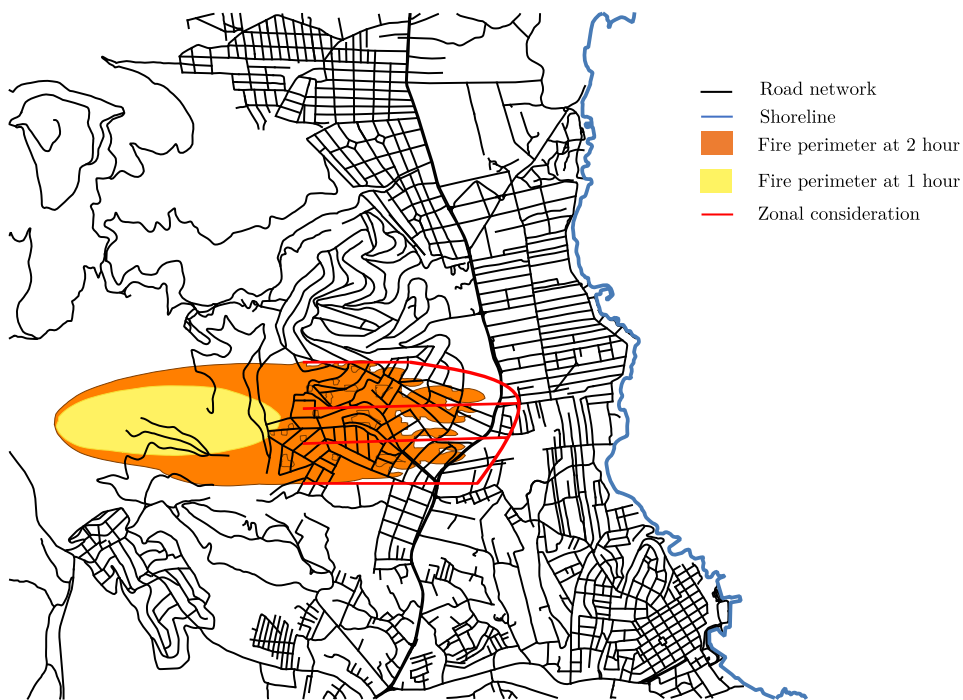 Road network
Shoreline
Fire perimeter at 2 hour
Fire perimeter at 1 hour
Zonal consideration